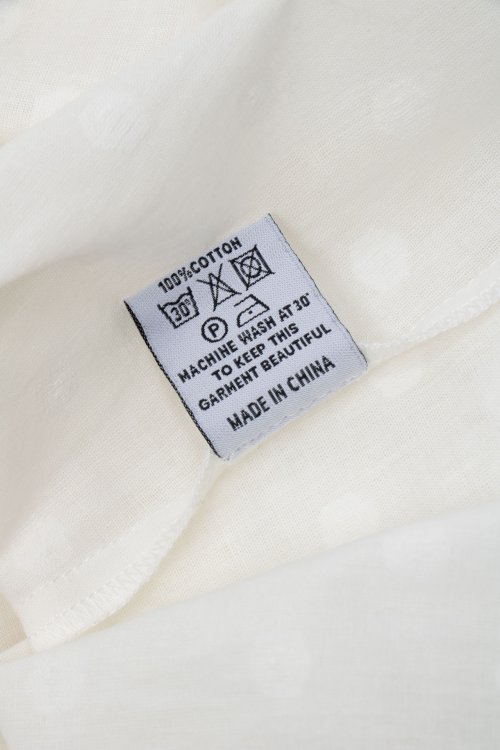 100%COTTON
30°
P
MACHINE WASH AT 30°
TO KEEP THIS
GARMENT BEAUTIFUL
MADE IN CHINA